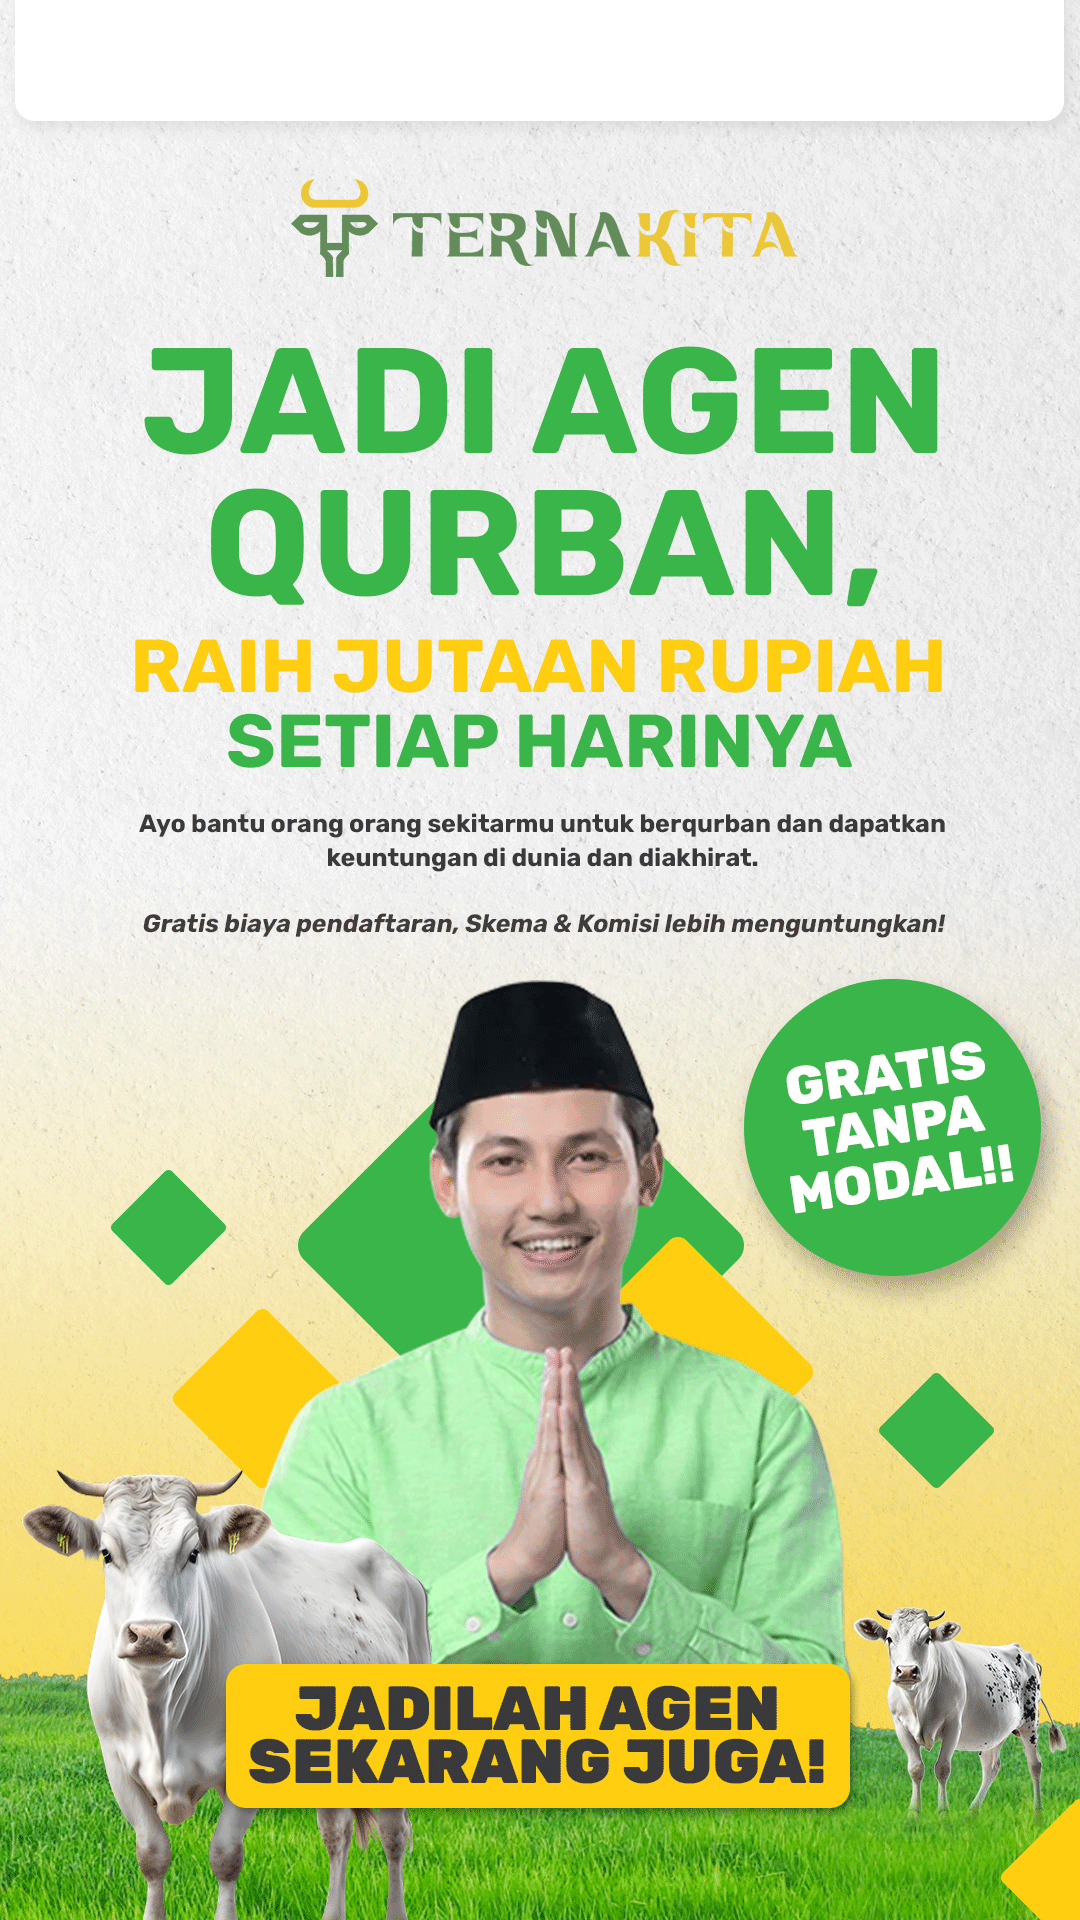 TERNAKITA
JADI AGEN
QURBAN,
RAIH JUTAAN RUPIAH
SETIAP HARINYA
Ayo bantu orang orang sekitarmu untuk berqurban dan dapatkan
keuntungan di dunia dan diakhirat.
Gratis biaya pendaftaran, Skema & Komisi lebih menguntungkan!
GRATIS
TANPA
MODAL!!
JADILAH AGEN
SEKARANG JUGA!